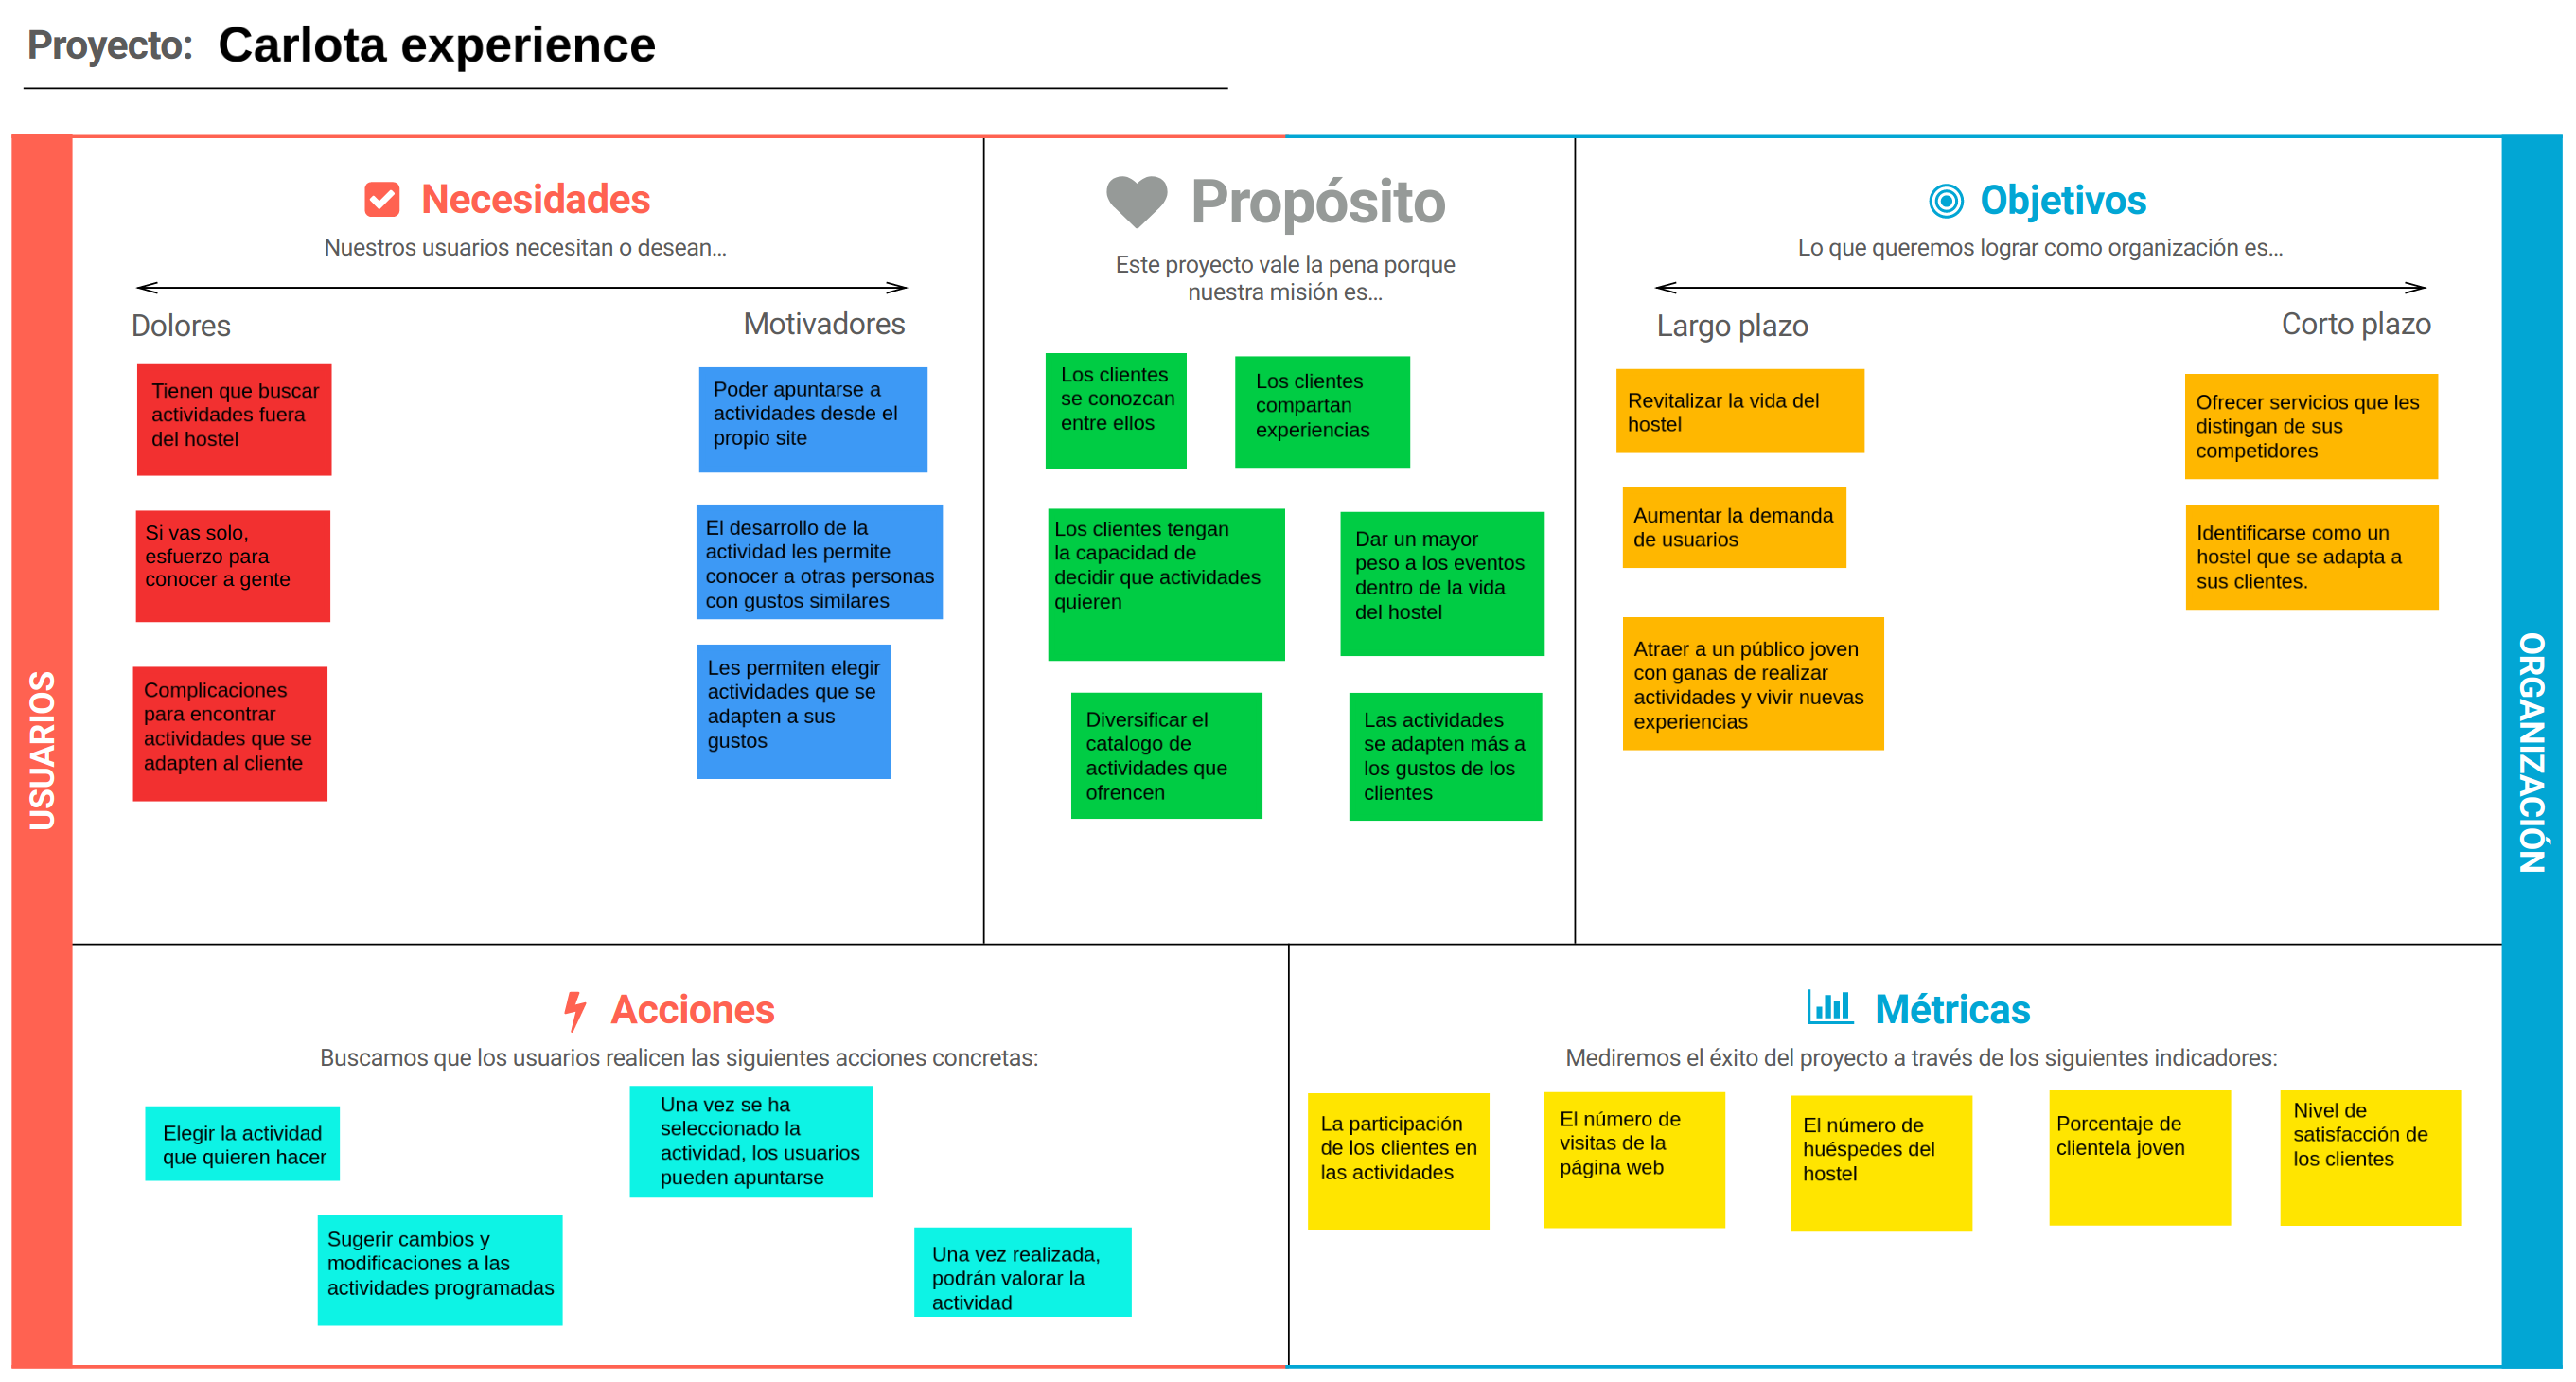 Proyecto: Carlota experience
USUARIOS
Necesidades
Nuestros usuarios necesitan o desean...
Dolores
Motivadores
Tienen que buscar
actividades fuera
del hostel
Si vas solo,
esfuerzo para
conocer a gente
Complicaciones
para encontrar
actividades que se
adapten al cliente
Poder apuntarse a
actividades desde el
propio site
El desarrollo de la
actividad les permite
conocer a otras personas
con gustos similares
Les permiten elegir
actividades que se
adapten a sus
gustos
Propósito
Este proyecto vale la pena porque
nuestra misión es...
Los clientes
se conozcan
entre ellos
Los clientes
compartan
experiencias
Los clientes tengan
la capacidad de
decidir que actividades
quieren
Dar un mayor
peso a los eventos
dentro de la vida
del hostel
Diversificar el
catalogo de
actividades que
ofrencen
Las actividades
se adapten más a
los gustos de los
clientes
Objetivos
Lo que queremos lograr como organización es...
Largo plazo
Corto plazo
Revitalizar la vida del
hostel
Aumentar la demanda
de usuarios
Atraer a un público joven
con ganas de realizar
actividades y vivir nuevas
experiencias
Ofrecer servicios que les
distingan de sus
competidores
Identificarse como un
hostel que se adapta a
sus clientes.
ORGANIZACIÓN
Acciones
Buscamos que los usuarios realicen las siguientes acciones concretas:
Elegir la actividad
que quieren hacer
Sugerir cambios y
modificaciones a las
actividades programadas
Una vez se ha
seleccionado la
actividad, los usuarios
pueden apuntarse
Una vez realizada,
podrán valorar la
actividad
Métricas
Mediremos el éxito del proyecto a través de los siguientes indicadores:
La participación
de los clientes en
las actividades
El número de
visitas de la
página web
El número de
huéspedes del
hostel
Porcentaje de
clientela joven
Nivel de
satisfacción de
los clientes